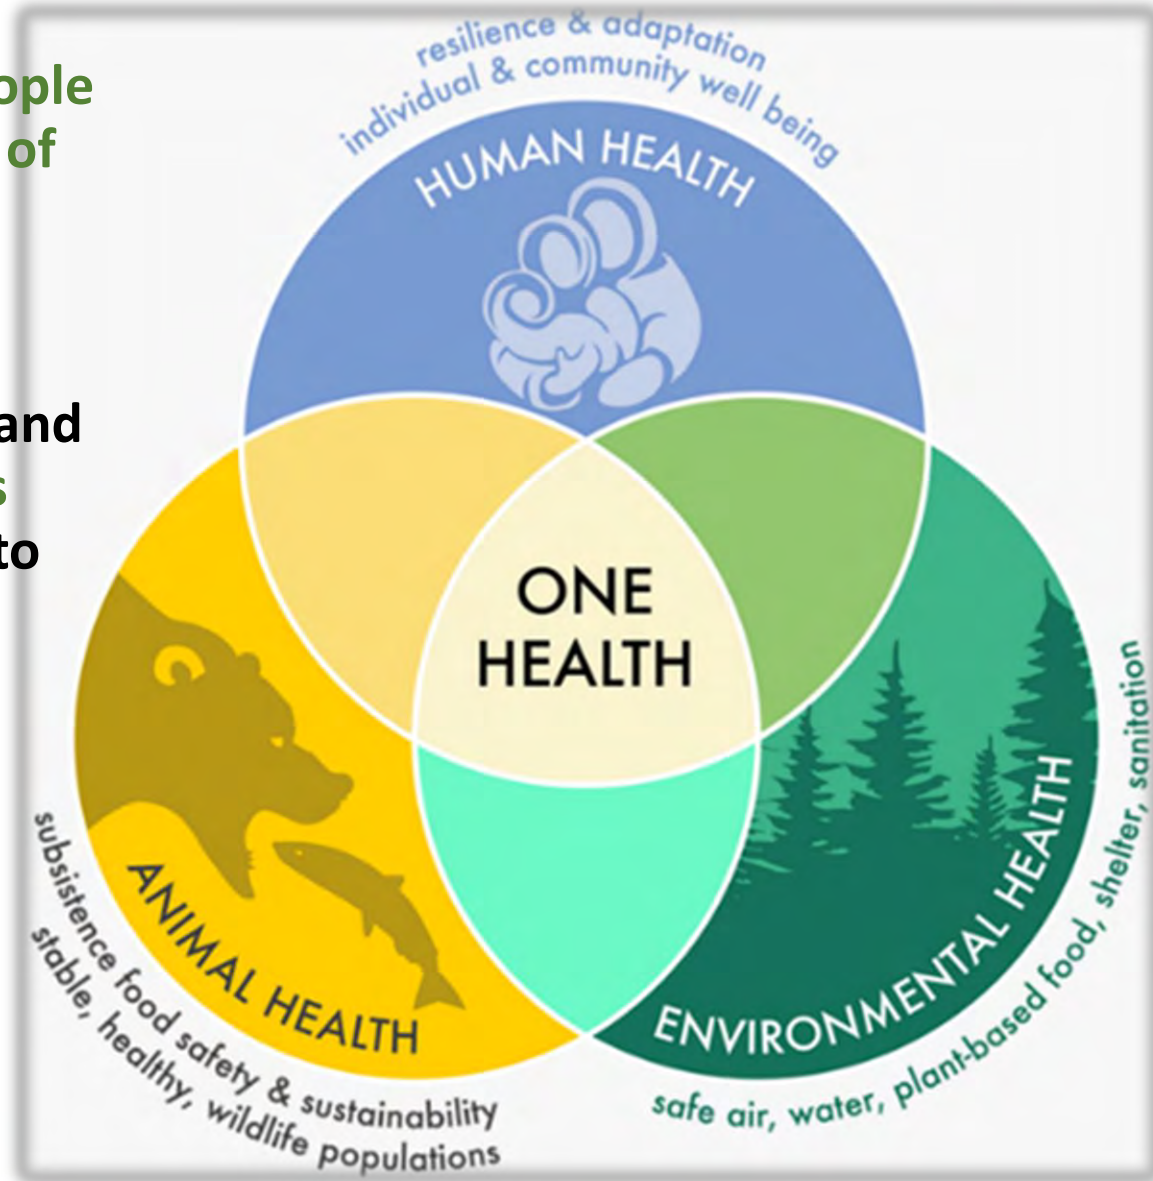 resilience & adaptation
individual & community well being
HUMAN HEALTH
of
and
to
ONE
HEALTH
ANIMAL HEALTH
subsistence food safety & sustainability
stable, healthy, wildlife populations
ENVIRONMENTAL HEALTH
safe air, water, plant-based food, shelter, sanitation